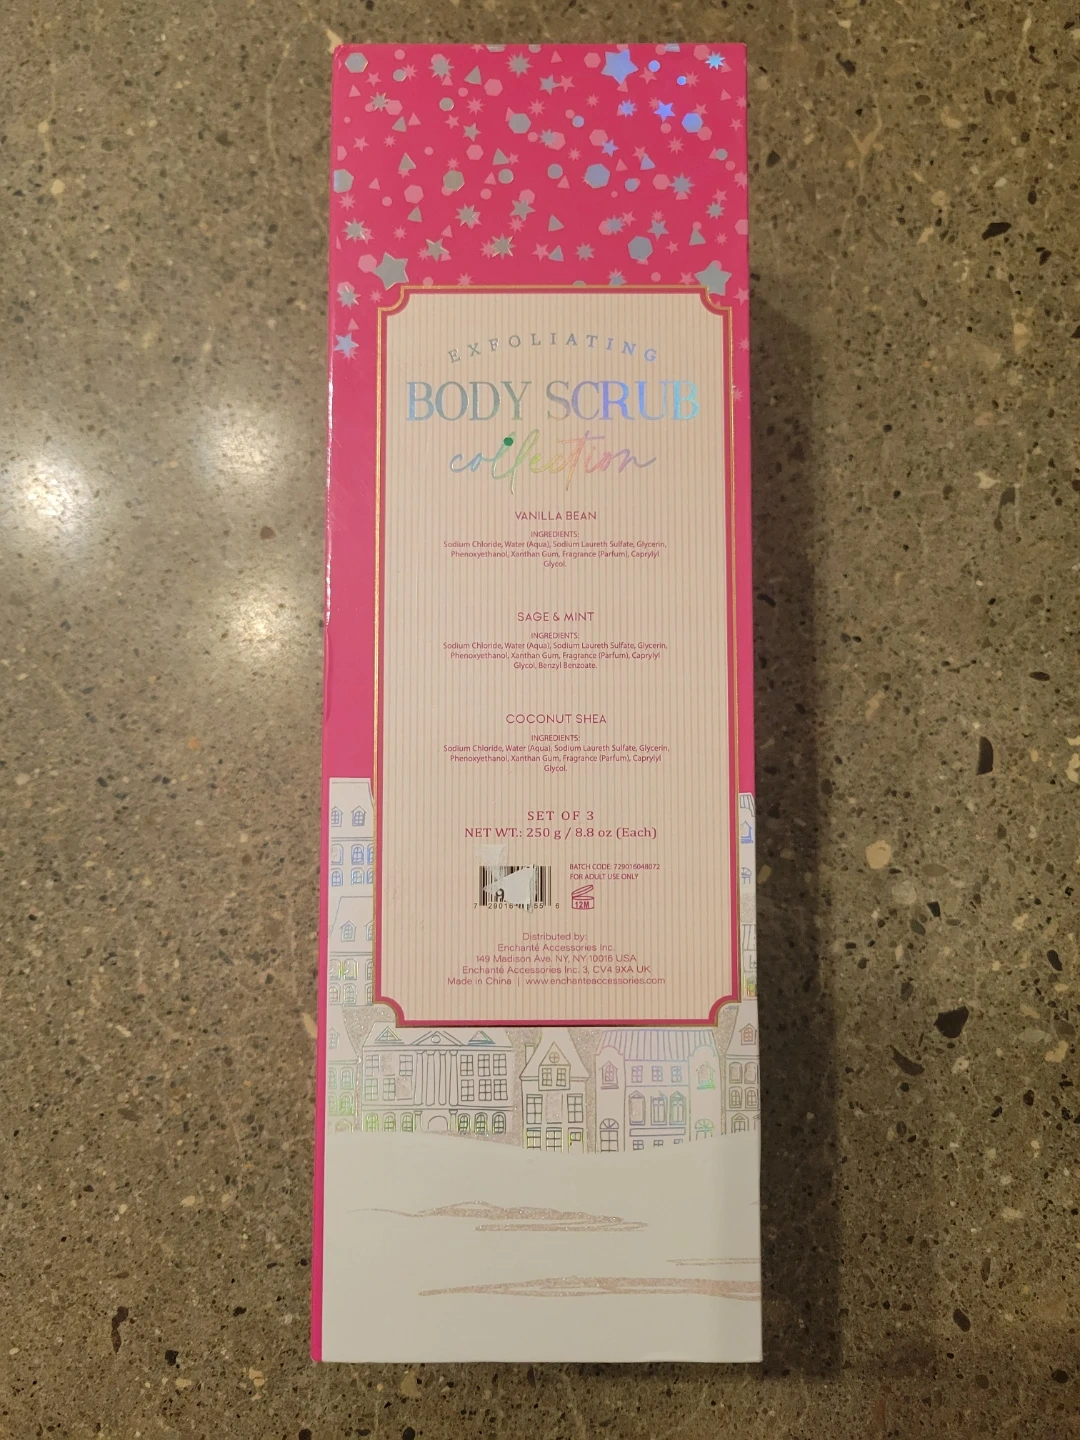 EXFOLIATING
BODY SCRUB
collection
VANILLA BEAN
INGREDIENTS:
Sodium Chloride, Water (Aqua), Sodium Laureth Sulfate, Glycerin,
Phenoxyethanol, Xanthan Gum, Fragrance (Parfum), Caprylyl
Glycol.
SAGE & MINT
INGREDIENTS:
Sodium Chloride, Water (Aqua), Sodium Laureth Sulfate, Glycerin,
Phenoxyethanol, Xanthan Gum, Fragrance (Parfum), Caprylyl
Glycol, Benzyl Benzoate.
COCONUT SHEA
INGREDIENTS:
Sodium Chloride, Water (Aqua), Sodium Laureth Sulfate, Glycerin,
Phenoxyethanol, Xanthan Gum, Fragrance (Parfum), Caprylyl
Glycol.
SET OF 3
NET WT.: 250 g / 8.8 oz (Each)
BATCH CODE: 729016048072
FOR ADULT USE ONLY
12M
Distributed by:
Enchanté Accessories Inc.
149 Madison Ave. NY, NY 10016 USA
Enchanté Accessories Inc. 3, CV4 9XA UK
Made in China | www.enchanteaccessories.com